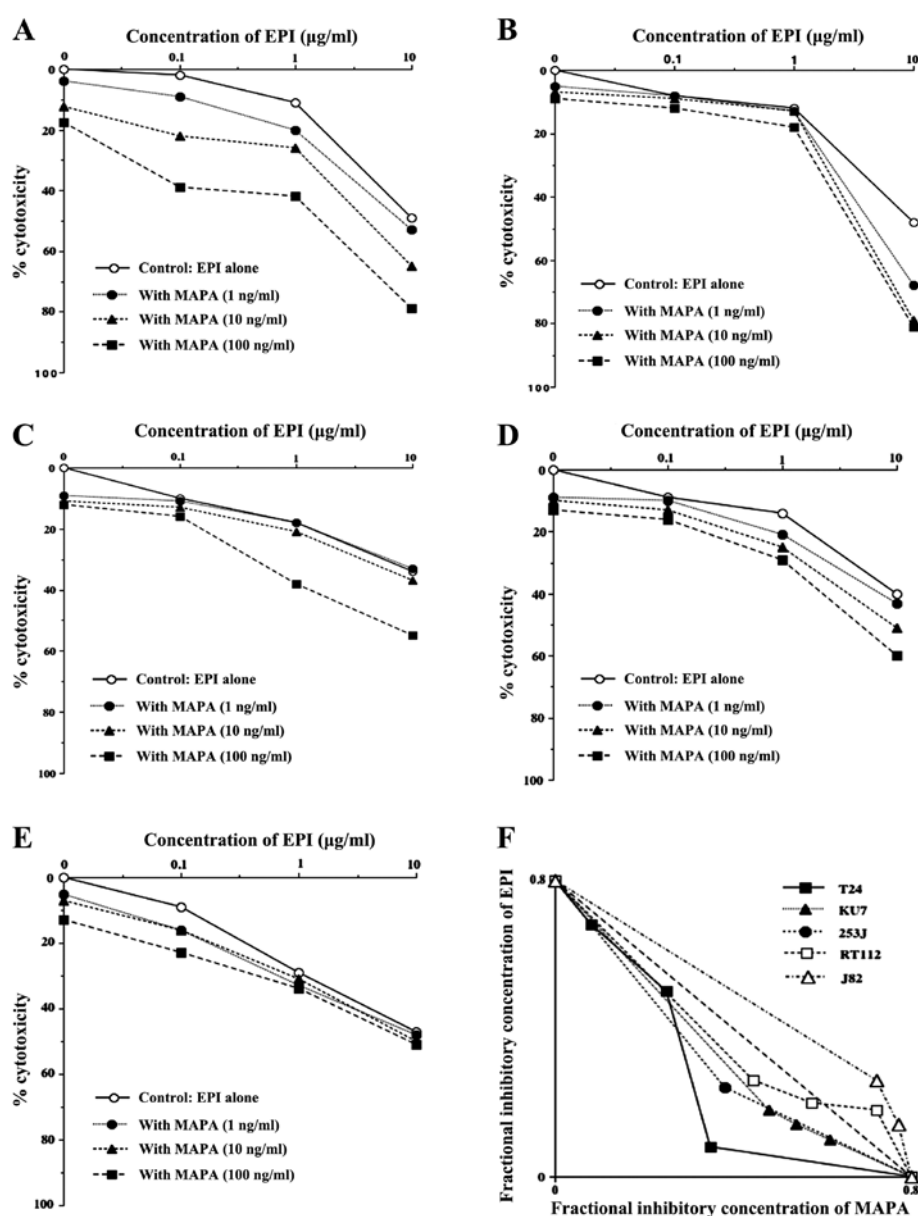 A
Concentration of EPI (µg/ml)
0 0.1 1 10
0
20
40
60
80
100
% cytotoxicity
Control: EPI alone
With MAPA (1 ng/ml)
With MAPA (10 ng/ml)
With MAPA (100 ng/ml)
B
Concentration of EPI (µg/ml)
0 0.1 1 10
0
20
40
60
80
100
% cytotoxicity
Control: EPI alone
With MAPA (1 ng/ml)
With MAPA (10 ng/ml)
With MAPA (100 ng/ml)
C
Concentration of EPI (µg/ml)
0 0.1 1 10
0
20
40
60
80
100
% cytotoxicity
Control: EPI alone
With MAPA (1 ng/ml)
With MAPA (10 ng/ml)
With MAPA (100 ng/ml)
D
Concentration of EPI (µg/ml)
0 0.1 1 10
0
20
40
60
80
100
% cytotoxicity
Control: EPI alone
With MAPA (1 ng/ml)
With MAPA (10 ng/ml)
With MAPA (100 ng/ml)
E
Concentration of EPI (µg/ml)
0 0.1 1 10
0
20
40
60
80
100
% cytotoxicity
Control: EPI alone
With MAPA (1 ng/ml)
With MAPA (10 ng/ml)
With MAPA (100 ng/ml)
F
Fractional inhibitory concentration of EPI
0.8
0
T24
KU7
253J
RT112
J82
0 0.8
Fractional inhibitory concentration of MAPA